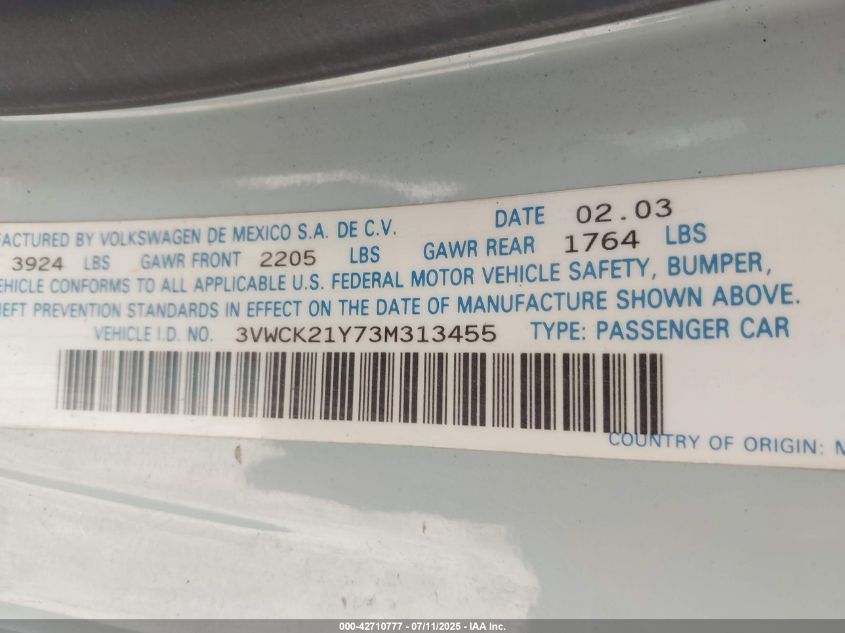 FACTURED BY VOLKSWAGEN DE MEXICO S.A. DE C.V. DATE 02.03
3924 LBS GAWR FRONT 2205 LBS GAWR REAR 1764 LBS
EHICLE CONFORMS TO ALL APPLICABLE U.S. FEDERAL MOTOR VEHICLE SAFETY, BUMPER,
HEFT PREVENTION STANDARDS IN EFFECT ON THE DATE OF MANUFACTURE SHOWN ABOVE.
VEHICLE I.D. NO. 3VWCK21Y73M313455 TYPE: PASSENGER CAR
COUNTRY OF ORIGIN: M
000-42710777 - 07/11/2025 - IAA Inc.